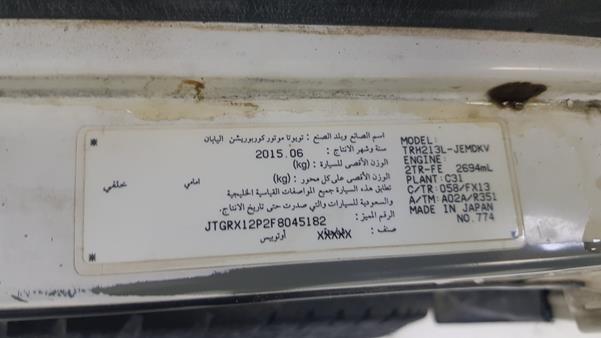 اسم الصانع وبلد الصنع : تويوتا موتور كوربوريشن اليابان
سنة وشهر الانتاج : 2015.06
الوزن الأقصى للسيارة : (kg)
الوزن الأقصى على كل محور : (kg) امامي خلفي
تطابق هذه السيارة جميع المواصفات القياسية الخليجية
والسعودية للسيارات والتي صدرت حتى تاريخ الانتاج.
الرقم المميز : JTGRX12P2F8045182
صنف : XXXXX أوتوبيس
MODEL:
TRH213L-JEMDKV
ENGINE:
2TR-FE 2694mL
PLANT: C31
C/TR: 058/FX13
A/TM: A02A/R351
MADE IN JAPAN
NO.774